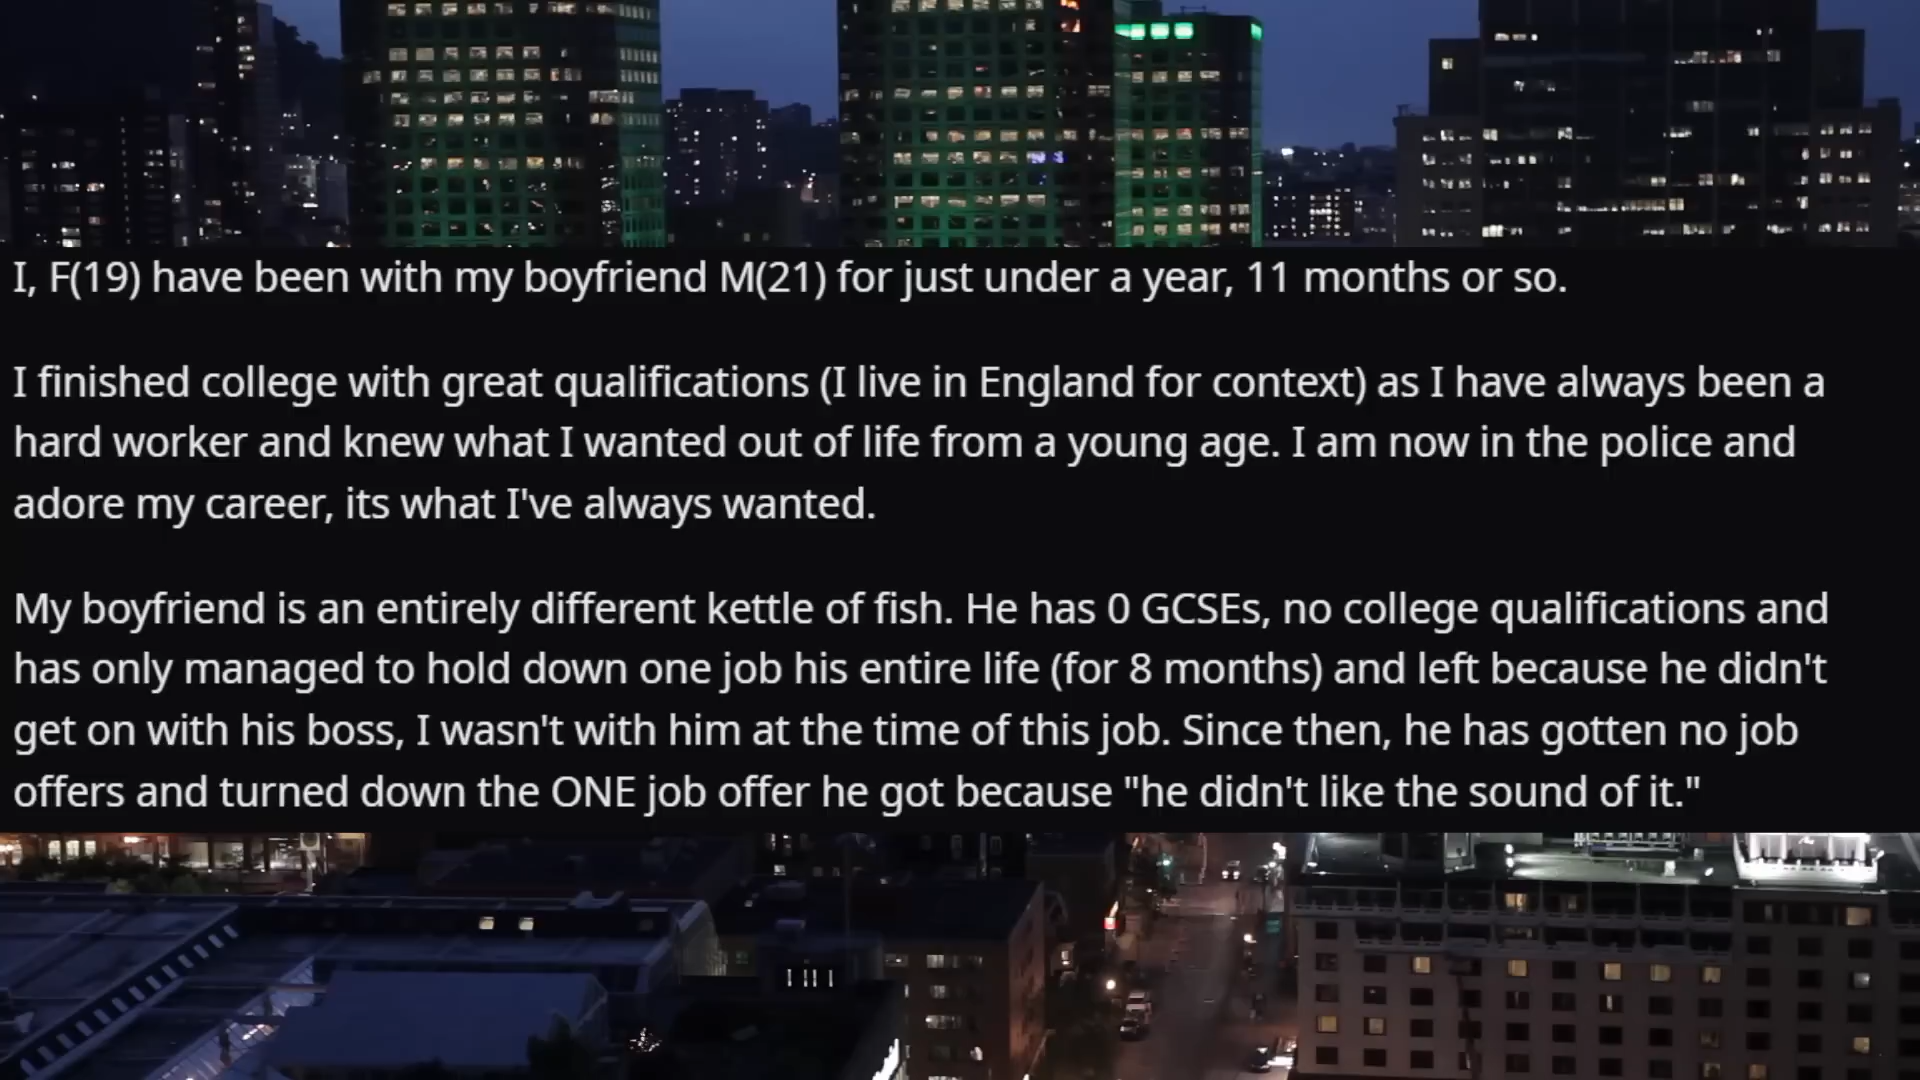 I, F(19) have been with my boyfriend M(21) for just under a year, 11 months or so.
I finished college with great qualifications (I live in England for context) as I have always been a
hard worker and knew what I wanted out of life from a young age. I am now in the police and
adore my career, its what I've always wanted.
My boyfriend is an entirely different kettle of fish. He has 0 GCSEs, no college qualifications and
has only managed to hold down one job his entire life (for 8 months) and left because he didn't
get on with his boss, I wasn't with him at the time of this job. Since then, he has gotten no job
offers and turned down the ONE job offer he got because "he didn't like the sound of it."